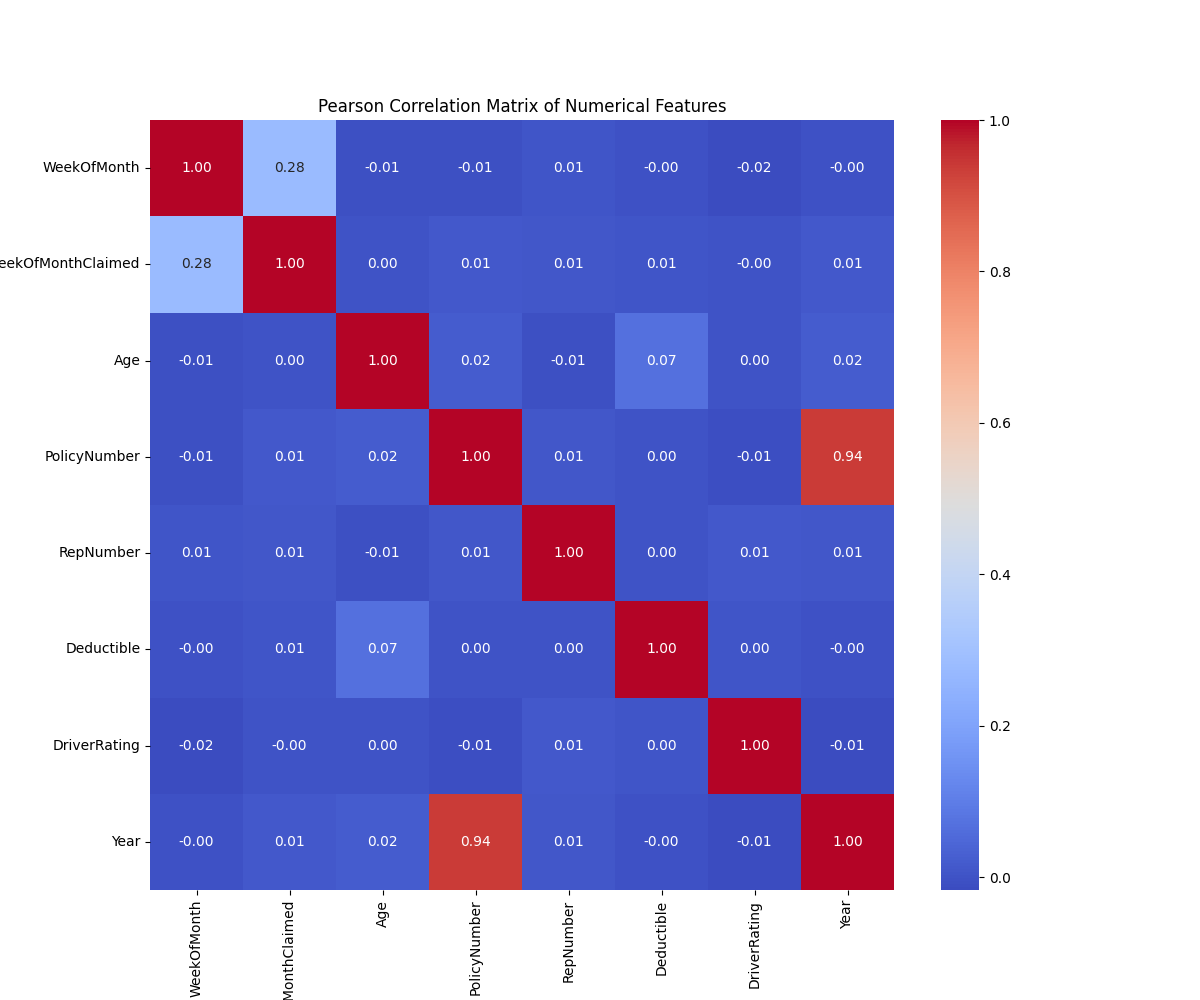 Pearson Correlation Matrix of Numerical Features
WeekOfMonth 1.00 0.28 -0.01 -0.01 0.01 -0.00 -0.02 -0.00
eekOfMonthClaimed 0.28 1.00 0.00 0.01 0.01 0.01 -0.00 0.01
Age -0.01 0.00 1.00 0.02 -0.01 0.07 0.00 0.02
PolicyNumber -0.01 0.01 0.02 1.00 0.01 0.00 -0.01 0.94
RepNumber 0.01 0.01 -0.01 0.01 1.00 0.00 0.01 0.01
Deductible -0.00 0.01 0.07 0.00 0.00 1.00 0.00 -0.00
DriverRating -0.02 -0.00 0.00 -0.01 0.01 0.00 1.00 -0.01
Year -0.00 0.01 0.02 0.94 0.01 -0.00 -0.01 1.00
WeekOfMonth
MonthClaimed
Age
PolicyNumber
RepNumber
Deductible
DriverRating
Year
1.0
0.8
0.6
0.4
0.2
0.0